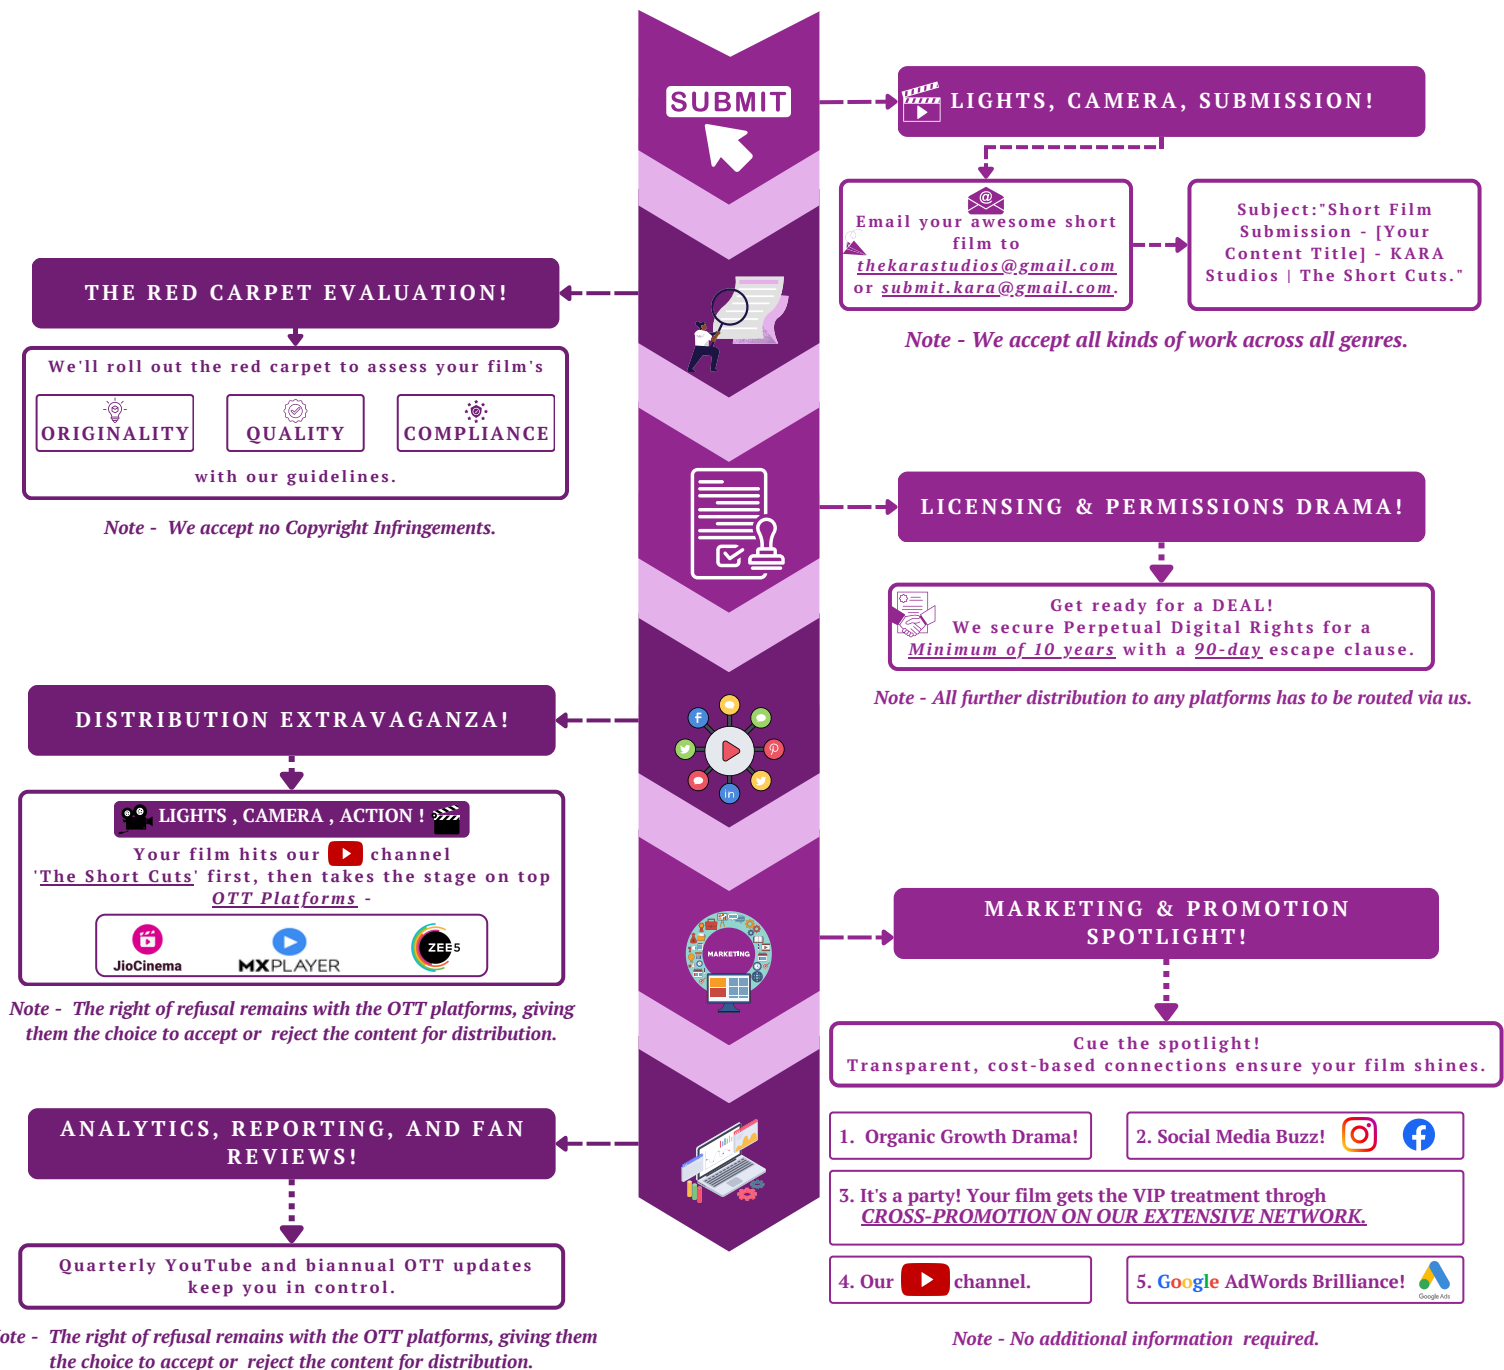 SUBMIT
LIGHTS, CAMERA, SUBMISSION!
@
Email your awesome short
film to
thekarastudios@gmail.com
or submit.kara@gmail.com.
Subject:"Short Film
Submission - [Your
Content Title] - KARA
Studios | The Short Cuts."
Note - We accept all kinds of work across all genres.
THE RED CARPET EVALUATION!
We'll roll out the red carpet to assess your film's
ORIGINALITY
QUALITY
COMPLIANCE
with our guidelines.
Note - We accept no Copyright Infringements.
LICENSING & PERMISSIONS DRAMA!
Get ready for a DEAL!
We secure Perpetual Digital Rights for a
Minimum of 10 years with a 90-day escape clause.
Note - All further distribution to any platforms has to be routed via us.
DISTRIBUTION EXTRAVAGANZA!
LIGHTS , CAMERA , ACTION !
Your film hits our channel
'The Short Cuts' first, then takes the stage on top
OTT Platforms -
JioCinema
MXPLAYER
ZEE5
Note - The right of refusal remains with the OTT platforms, giving
them the choice to accept or reject the content for distribution.
MARKETING
MARKETING & PROMOTION
SPOTLIGHT!
Cue the spotlight!
Transparent, cost-based connections ensure your film shines.
1. Organic Growth Drama!
2. Social Media Buzz!
3. It's a party! Your film gets the VIP treatment throgh
CROSS-PROMOTION ON OUR EXTENSIVE NETWORK.
4. Our channel.
5. Google AdWords Brilliance!
Google Ads
Note - No additional information required.
ANALYTICS, REPORTING, AND FAN
REVIEWS!
Quarterly YouTube and biannual OTT updates
keep you in control.
ote - The right of refusal remains with the OTT platforms, giving them
the choice to accept or reject the content for distribution.